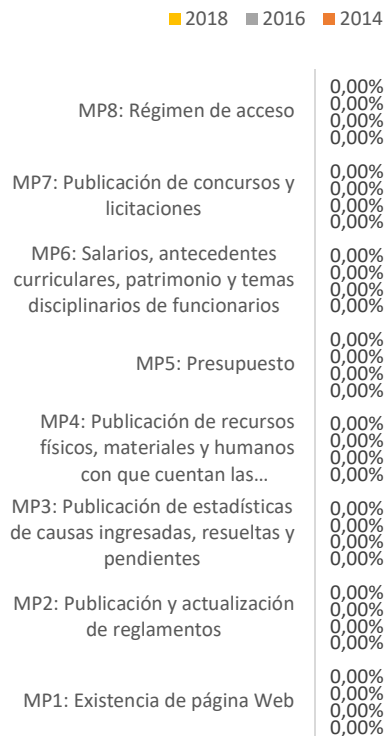 2018 2016 2014
MP8: Régimen de acceso
0,00%
0,00%
0,00%
0,00%
MP7: Publicación de concursos y
licitaciones
0,00%
0,00%
0,00%
0,00%
MP6: Salarios, antecedentes
curriculares, patrimonio y temas
disciplinarios de funcionarios
0,00%
0,00%
0,00%
0,00%
MP5: Presupuesto
0,00%
0,00%
0,00%
0,00%
MP4: Publicación de recursos
físicos, materiales y humanos
con que cuentan las…
0,00%
0,00%
0,00%
0,00%
MP3: Publicación de estadísticas
de causas ingresadas, resueltas y
pendientes
0,00%
0,00%
0,00%
0,00%
MP2: Publicación y actualización
de reglamentos
0,00%
0,00%
0,00%
0,00%
MP1: Existencia de página Web
0,00%
0,00%
0,00%
0,00%